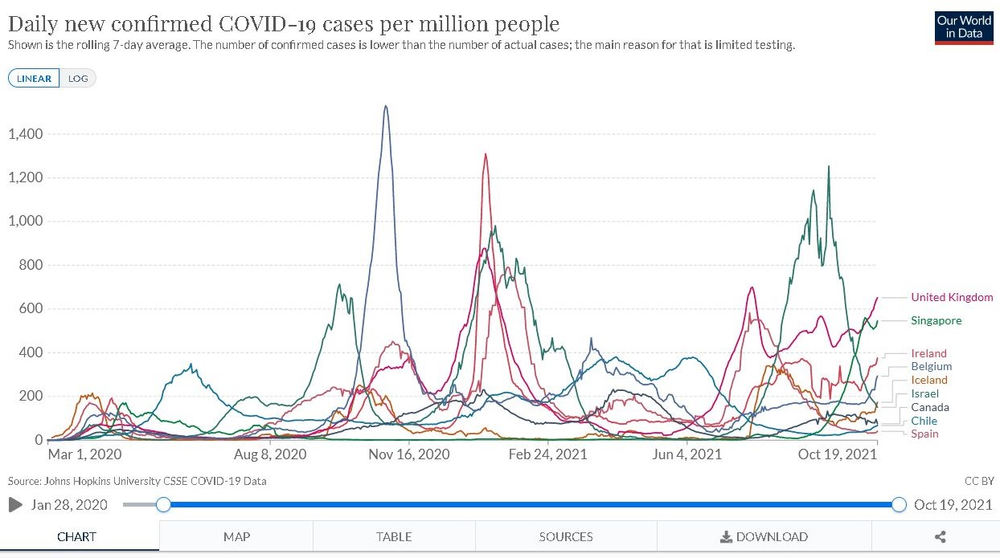 Daily new confirmed COVID-19 cases per million people
Our World
in Data
Shown is the rolling 7-day average. The number of confirmed cases is lower than the number of actual cases; the main reason for that is limited testing.
LINEAR LOG
1,400
1,200
1,000
800
600
400
200
0
United Kingdom
Singapore
Ireland
Belgium
Iceland
Israel
Canada
Chile
Spain
Mar 1, 2020 Aug 8, 2020 Nov 16, 2020 Feb 24, 2021 Jun 4, 2021 Oct 19, 2021
Source: Johns Hopkins University CSSE COVID-19 Data CC BY
Jan 28, 2020 Oct 19, 2021
CHART MAP TABLE SOURCES DOWNLOAD